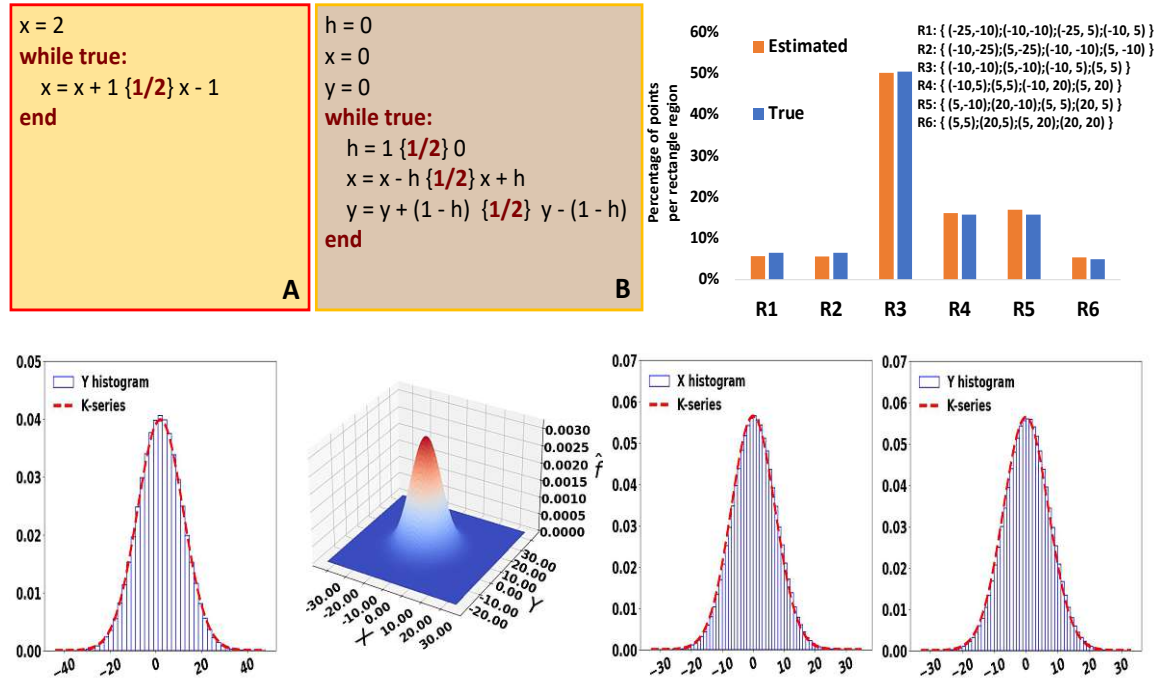 x = 2
while true:
x = x + 1 {1/2} x - 1
end
A
h = 0
x = 0
y = 0
while true:
h = 1 {1/2} 0
x = x - h {1/2} x + h
y = y + (1 - h) {1/2} y - (1 - h)
end
B
Percentage of points
per rectangle region
60%
50%
40%
30%
20%
10%
0%
Estimated
True
R1: { (-25,-10);(-10,-10);(-25, 5);(-10, 5) }
R2: { (-10,-25);(5,-25);(-10, -10);(5, -10) }
R3: { (-10,-10);(5,-10);(-10, 5);(5, 5) }
R4: { (-10,5);(5,5);(-10, 20);(5, 20) }
R5: { (5,-10);(20,-10);(5, 5);(20, 5) }
R6: { (5,5);(20,5);(5, 20);(20, 20) }
R1 R2 R3 R4 R5 R6
0.05
0.04
0.03
0.02
0.01
0.00
Y histogram
K-series
−40 −20 0 20 40
0.0030
0.0025
0.0020
0.0015
0.0010
0.0005
0.0000
f̂
30.00
20.00
10.00
0.00
-10.00
-20.00
Y
-30.00
-20.00
-10.00
0.00
10.00
20.00
30.00
X
0.07
0.06
0.05
0.04
0.03
0.02
0.01
0.00
X histogram
K-series
−30 −20 −10 0 10 20 30
0.07
0.06
0.05
0.04
0.03
0.02
0.01
0.00
Y histogram
K-series
−30 −20 −10 0 10 20 30